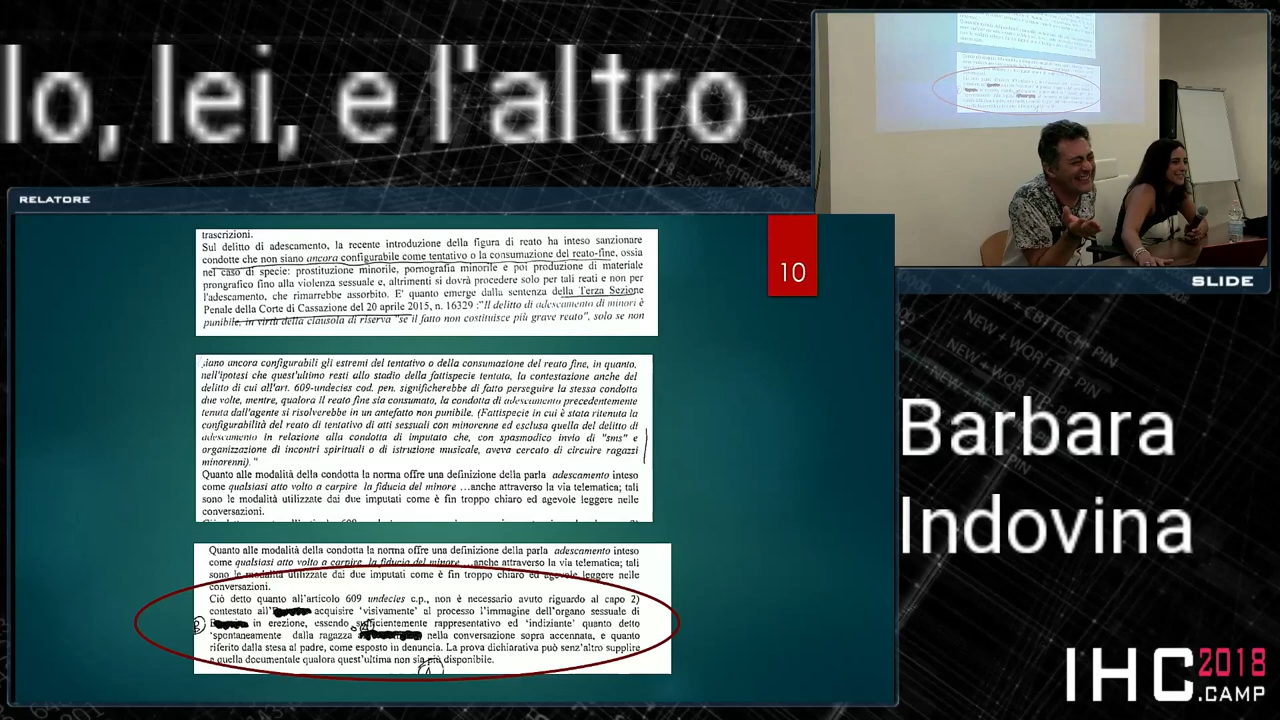 Io, lei, e l'altro
RELATORE
10
SLIDE
Barbara
Indovina
IHC 2018
.CAMP
trascrizioni.
Sul delitto di adescamento, la recente introduzione della figura di reato ha inteso sanzionare
condotte che non siano ancora configurabile come tentativo o la consumazione del reato-fine, ossia
nel caso di specie: prostituzione minorile, pornografia minorile e poi produzione di materiale
prongrafico fino alla violenza sessuale e, altrimenti si dovrà procedere solo per tali reati e non per
l'adescamento, che rimarrebbe assorbito. E' quanto emerge dalla sentenza della Terza Sezione
Penale della Corte di Cassazione del 20 aprile 2015, n. 16329 :"Il delitto di adescamento di minori è
punibile, in virtù della clausola di riserva "se il fatto non costituisce più grave reato", solo se non
siano ancora configurabili gli estremi del tentativo o della consumazione del reato fine, in quanto,
nell'ipotesi che quest'ultimo resti allo stadio della fattispecie tentata, la contestazione anche del
delitto di cui all'art. 609-undecies cod. pen. significherebbe di fatto perseguire la stessa condotta
due volte, mentre, qualora il reato fine sia consumato, la condotta di adescamento precedentemente
tenuta dall'agente si risolverebbe in un antefatto non punibile. (Fattispecie in cui è stata ritenuta la
configurabilità del reato di tentativo di atti sessuali con minorenne ed esclusa quella del delitto di
adescamento in relazione alla condotta di imputato che, con spasmodico invio di "sms" e
organizzazione di incontri spirituali o di istruzione musicale, aveva cercato di circuire ragazzi
minorenni)."
Quanto alle modalità della condotta la norma offre una definizione della parla adescamento inteso
come qualsiasi atto volto a carpire la fiducia del minore …anche attraverso la via telematica; tali
sono le modalità utilizzate dai due imputati come è fin troppo chiaro ed agevole leggere nelle
conversazioni.
Quanto alle modalità della condotta la norma offre una definizione della parla adescamento inteso
come qualsiasi atto volto a carpire la fiducia del minore …anche attraverso la via telematica; tali
sono le modalità utilizzate dai due imputati come è fin troppo chiaro ed agevole leggere nelle
conversazioni.
Ciò detto quanto all'articolo 609 undecies c.p., non è necessario avuto riguardo al capo 2)
contestato all' acquisire 'visivamente' al processo l'immagine dell'organo sessuale di
in erezione, essendo sufficientemente rappresentativo ed 'indiziante' quanto detto
'spontaneamente dalla ragazza nella conversazione sopra accennata, e quanto
riferito dalla stesa al padre, come esposto in denuncia. La prova dichiarativa può senz'altro supplire
a quella documentale qualora quest'ultima non sia più disponibile.